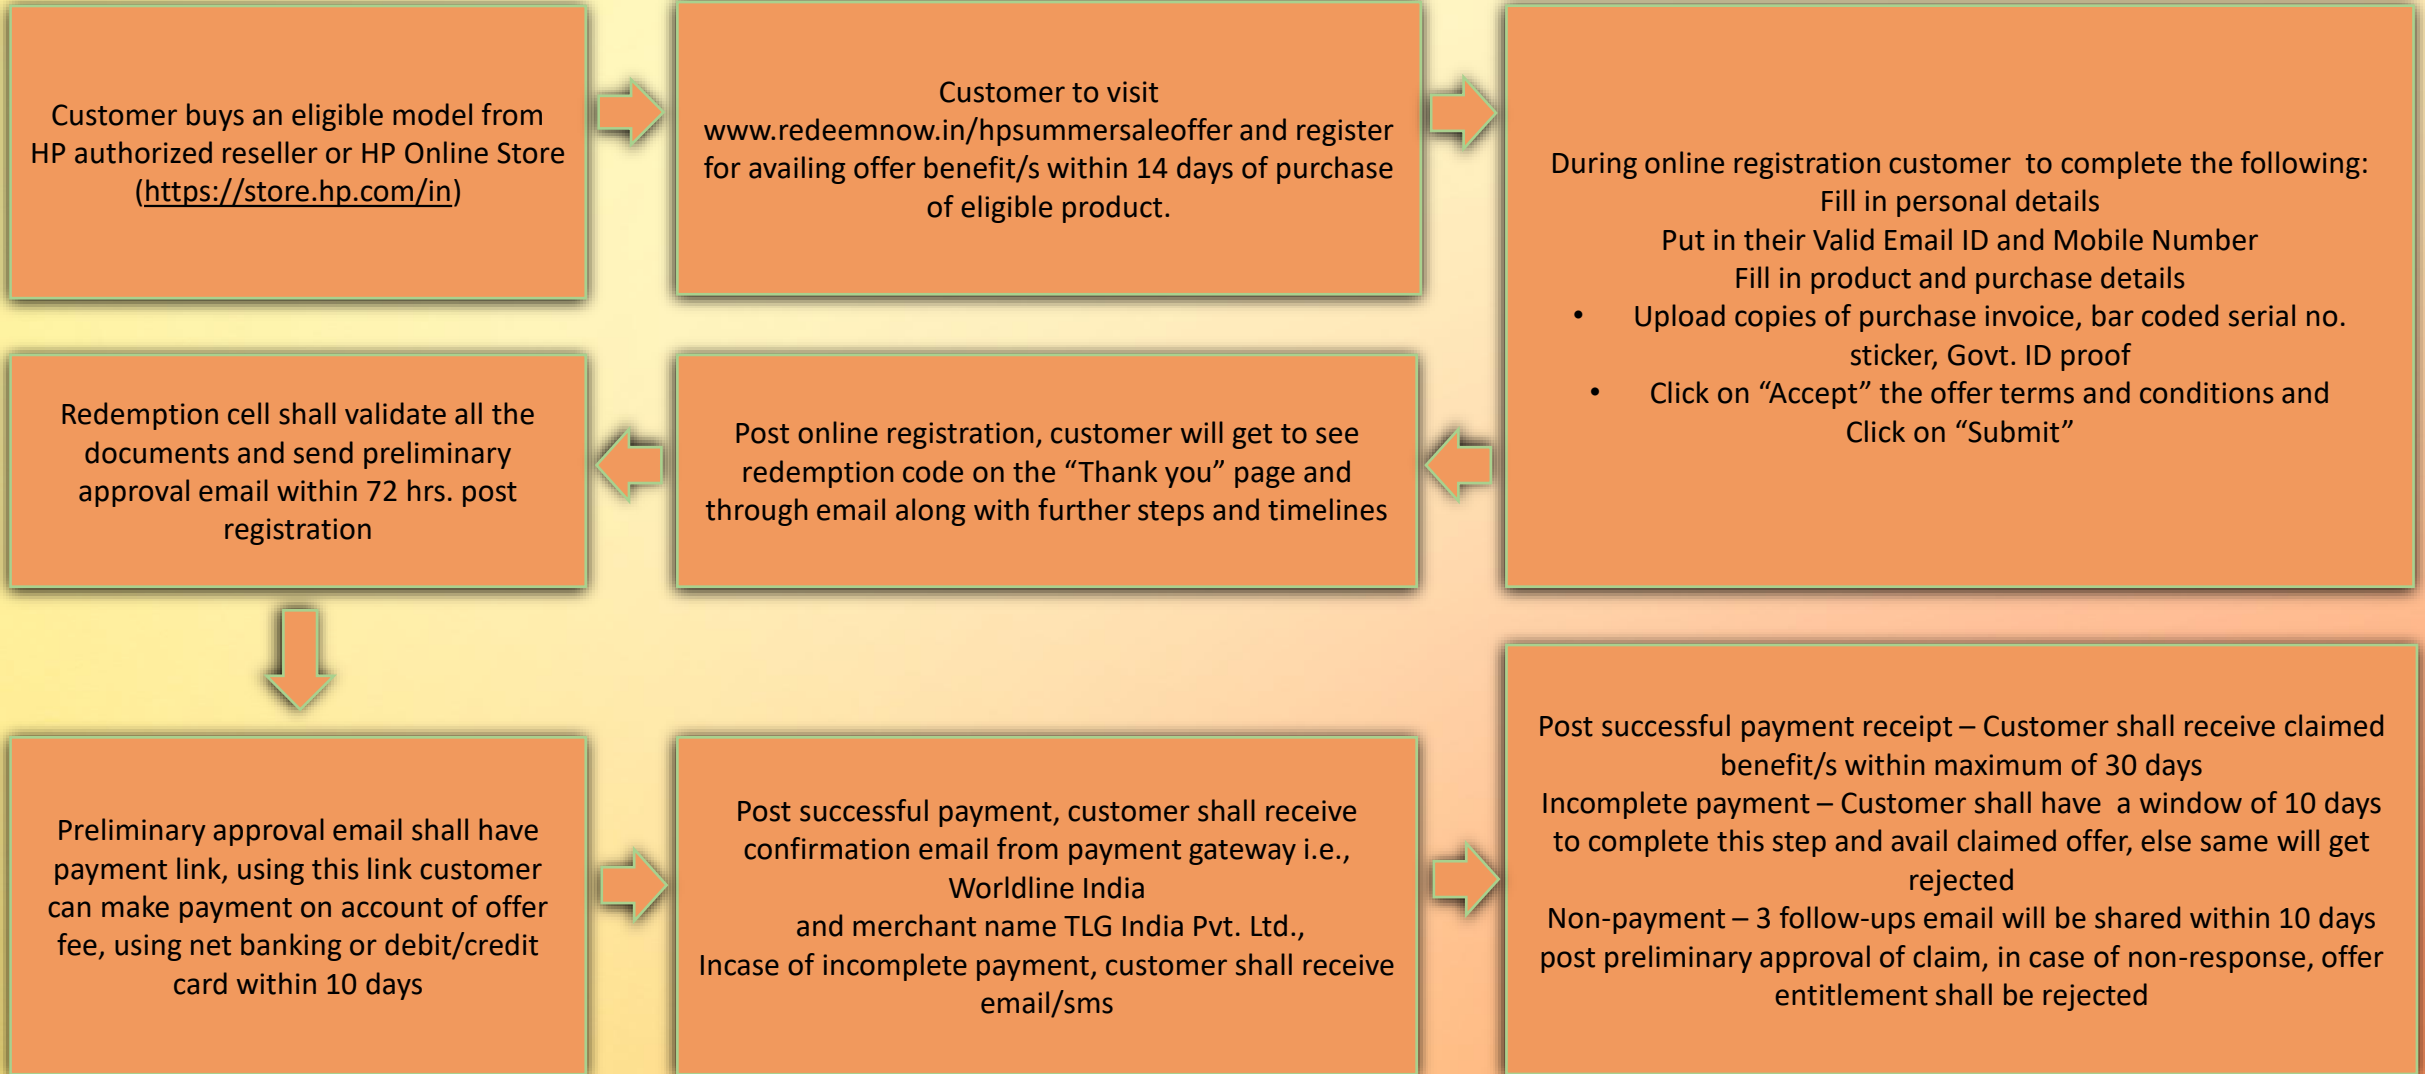 Customer buys an eligible model from
HP authorized reseller or HP Online Store
(https://store.hp.com/in)
Customer to visit
www.redeemnow.in/hpsummersaleoffer and register
for availing offer benefit/s within 14 days of purchase
of eligible product.
During online registration customer  to complete the following:
Fill in personal details
Put in their Valid Email ID and Mobile Number
Fill in product and purchase details
• Upload copies of purchase invoice, bar coded serial no.
sticker, Govt. ID proof
• Click on “Accept” the offer terms and conditions and
Click on “Submit”
Post online registration, customer will get to see
redemption code on the “Thank you” page and
through email along with further steps and timelines
Redemption cell shall validate all the
documents and send preliminary
approval email within 72 hrs. post
registration
Preliminary approval email shall have
payment link, using this link customer
can make payment on account of offer
fee, using net banking or debit/credit
card within 10 days
Post successful payment, customer shall receive
confirmation email from payment gateway i.e.,
Worldline India
and merchant name TLG India Pvt. Ltd.,
Incase of incomplete payment, customer shall receive
email/sms
Post successful payment receipt – Customer shall receive claimed
benefit/s within maximum of 30 days
Incomplete payment – Customer shall have  a window of 10 days
to complete this step and avail claimed offer, else same will get
rejected
Non-payment – 3 follow-ups email will be shared within 10 days
post preliminary approval of claim, in case of non-response, offer
entitlement shall be rejected